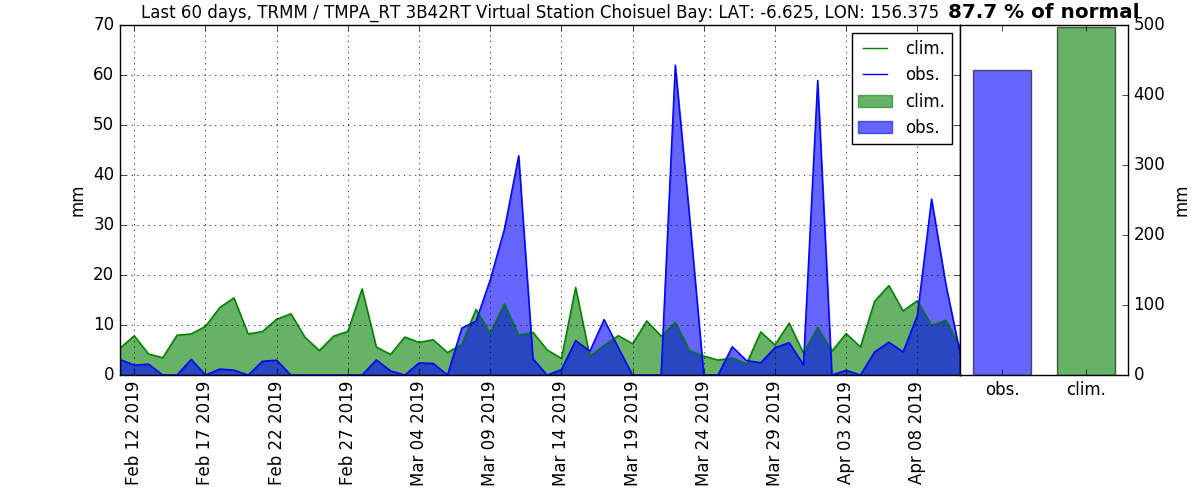 Last 60 days, TRMM / TMPA_RT 3B42RT Virtual Station Choisuel Bay: LAT: -6.625, LON: 156.375 87.7 % of normal
70
60
50
40
30
20
10
0
mm
clim.
obs.
clim.
obs.
Feb 12 2019
Feb 17 2019
Feb 22 2019
Feb 27 2019
Mar 04 2019
Mar 09 2019
Mar 14 2019
Mar 19 2019
Mar 24 2019
Mar 29 2019
Apr 03 2019
Apr 08 2019
500
400
300
200
100
0
mm
obs.
clim.